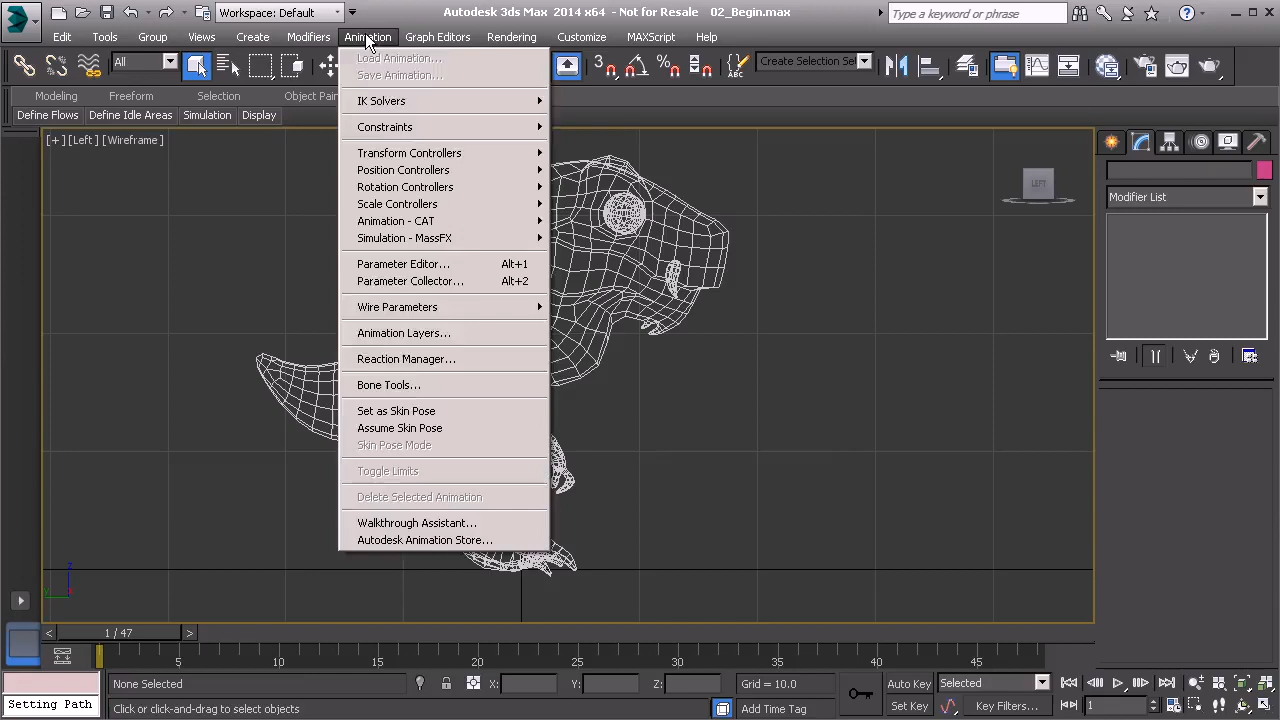 Workspace: Default
Autodesk 3ds Max 2014 x64 - Not for Resale 02_Begin.max
Type a keyword or phrase
Edit Tools Group Views Create Modifiers Animation Graph Editors Rendering Customize MAXScript Help
All
3
Create Selection Se
Modeling Freeform Selection Object Pain
Define Flows Define Idle Areas Simulation Display
[+] [Left] [Wireframe]
Load Animation...
Save Animation...
IK Solvers
Constraints
Transform Controllers
Position Controllers
Rotation Controllers
Scale Controllers
Animation - CAT
Simulation - MassFX
Parameter Editor... Alt+1
Parameter Collector... Alt+2
Wire Parameters
Animation Layers...
Reaction Manager...
Bone Tools...
Set as Skin Pose
Assume Skin Pose
Skin Pose Mode
Toggle Limits
Delete Selected Animation
Walkthrough Assistant...
Autodesk Animation Store...
LEFT
Modifier List
z
y
< 1 / 47 >
5 10 15 20 25 30 35 40 45
None Selected X: Y: Z: Grid = 10.0 Auto Key Selected
Setting Path Click or click-and-drag to select objects Add Time Tag Set Key Key Filters... 1